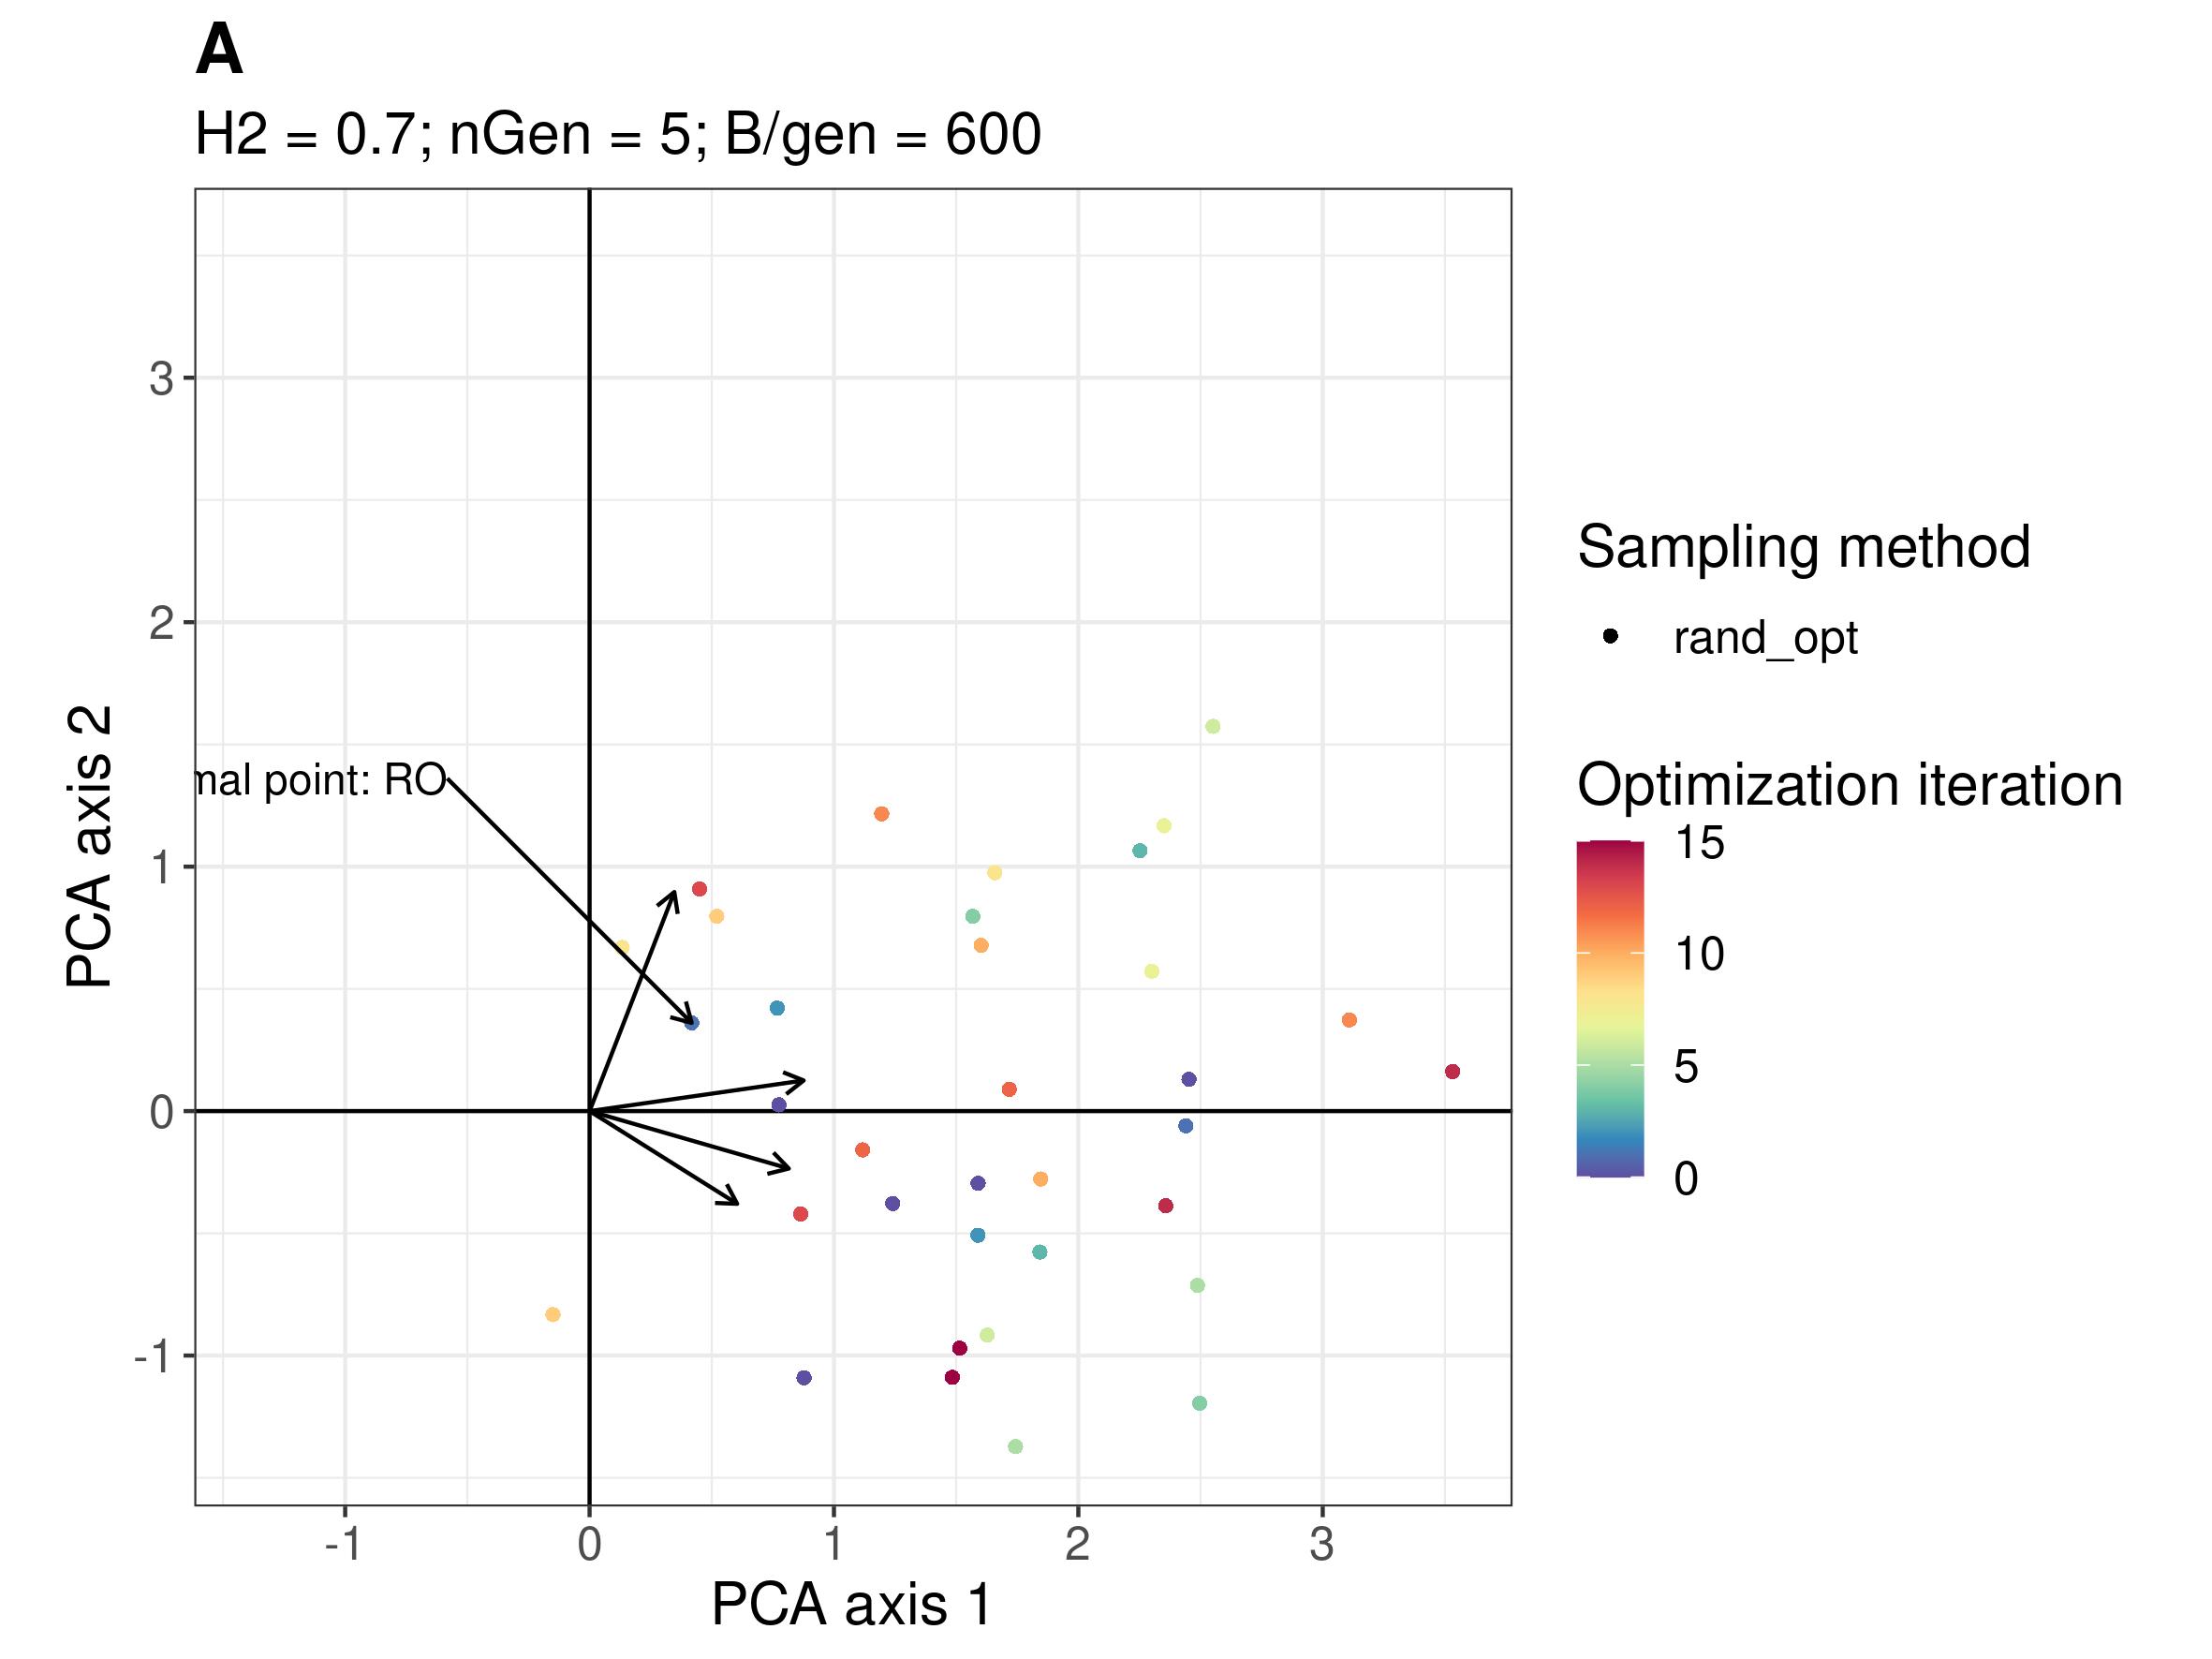 A
H2 = 0.7; nGen = 5; B/gen = 600
3
2
1
0
-1
point: RO
-1 0 1 2 3
PCA axis 1
PCA axis 2
Sampling method
rand_opt
Optimization iteration
15
10
5
0